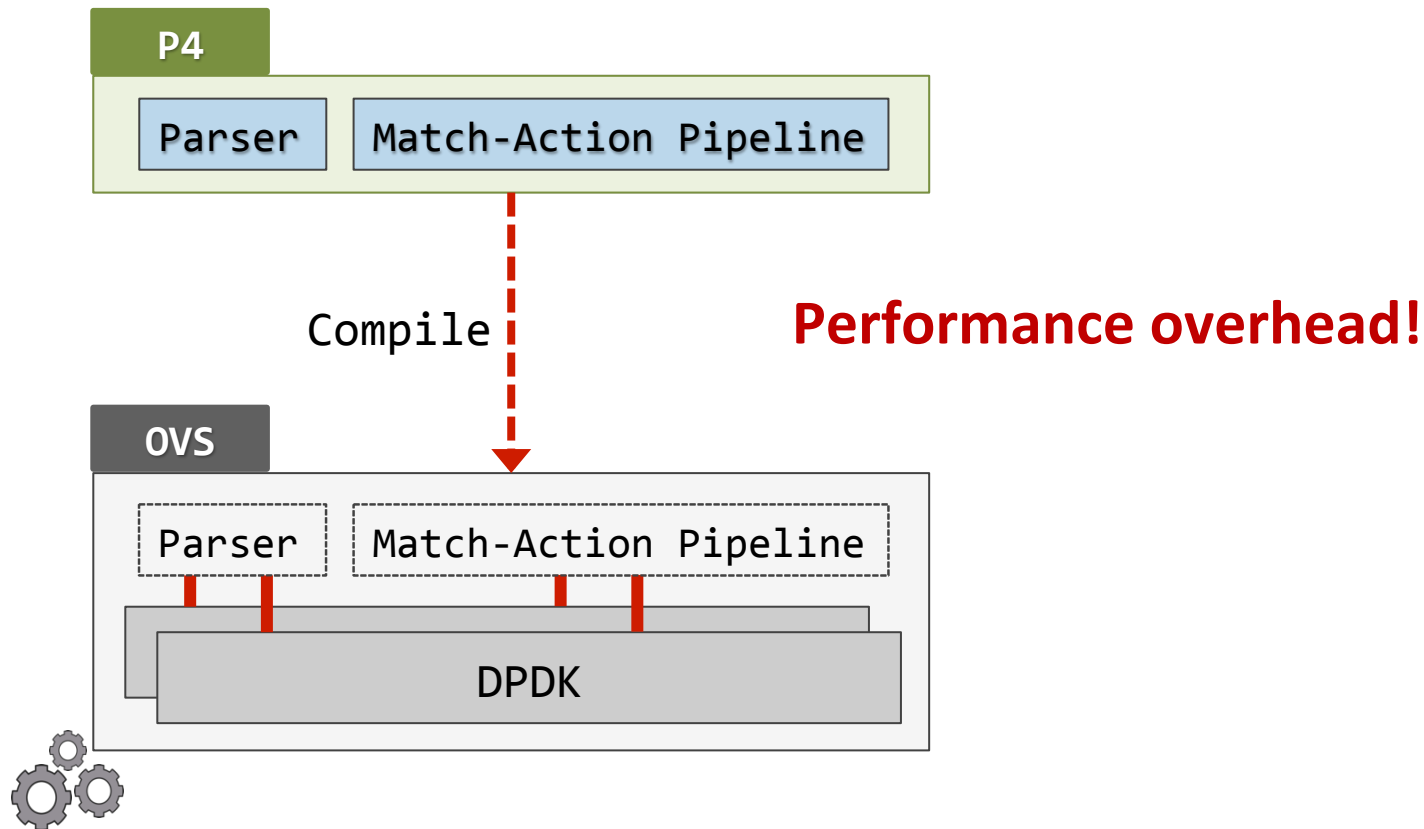 P4
Parser
Match-Action Pipeline
Compile
Performance overhead!
OVS
Parser
Match-Action Pipeline
DPDK